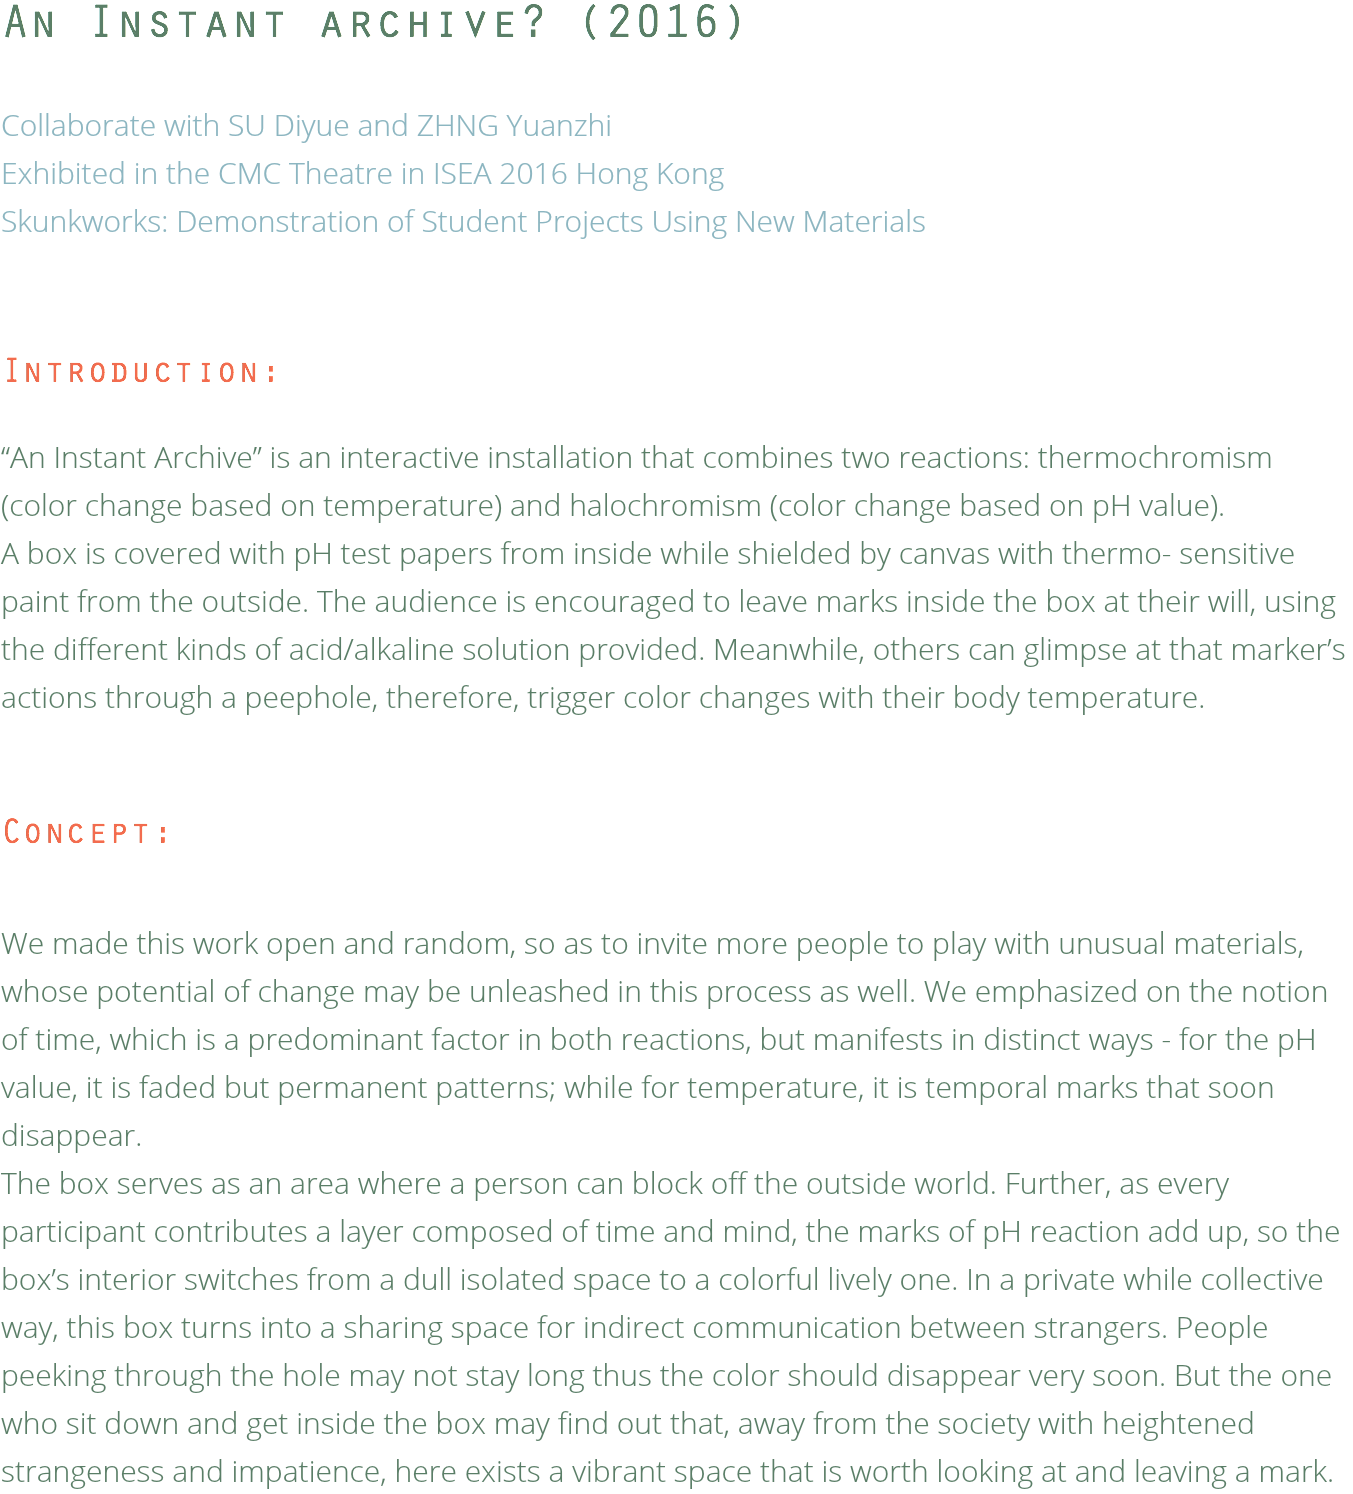 An Instant archive? (2016)
Collaborate with SU Diyue and ZHNG Yuanzhi
Exhibited in the CMC Theatre in ISEA 2016 Hong Kong
Skunkworks: Demonstration of Student Projects Using New Materials
Introduction:
“An Instant Archive” is an interactive installation that combines two reactions: thermochromism
(color change based on temperature) and halochromism (color change based on pH value).
A box is covered with pH test papers from inside while shielded by canvas with thermo- sensitive
paint from the outside. The audience is encouraged to leave marks inside the box at their will, using
the different kinds of acid/alkaline solution provided. Meanwhile, others can glimpse at that marker’s
actions through a peephole, therefore, trigger color changes with their body temperature.
Concept:
We made this work open and random, so as to invite more people to play with unusual materials,
whose potential of change may be unleashed in this process as well. We emphasized on the notion
of time, which is a predominant factor in both reactions, but manifests in distinct ways - for the pH
value, it is faded but permanent patterns; while for temperature, it is temporal marks that soon
disappear.
The box serves as an area where a person can block off the outside world. Further, as every
participant contributes a layer composed of time and mind, the marks of pH reaction add up, so the
box’s interior switches from a dull isolated space to a colorful lively one. In a private while collective
way, this box turns into a sharing space for indirect communication between strangers. People
peeking through the hole may not stay long thus the color should disappear very soon. But the one
who sit down and get inside the box may find out that, away from the society with heightened
strangeness and impatience, here exists a vibrant space that is worth looking at and leaving a mark.